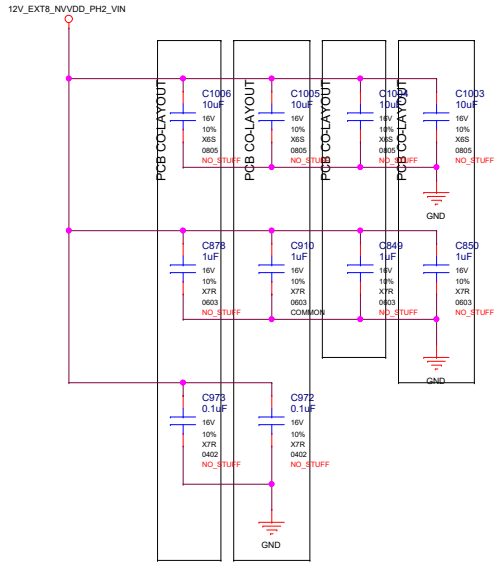 12V_EXT8_NVVDD_PH2_VIN
PCB CO-LAYOUT
PCB CO-LAYOUT
PCB CO-LAYOUT
PCB CO-LAYOUT
C1006
10uF
16V
10%
X6S
0805
NO_STUFF
C1005
10uF
16V
10%
X6S
0805
NO_STUFF
C1004
10uF
16V
10%
X6S
0805
NO_STUFF
C1003
10uF
16V
10%
X6S
0805
NO_STUFF
GND
C878
1uF
16V
10%
X7R
0603
NO_STUFF
C910
1uF
16V
10%
X7R
0603
COMMON
C849
1uF
16V
10%
X7R
0603
NO_STUFF
C850
1uF
16V
10%
X7R
0603
NO_STUFF
GND
C973
0.1uF
16V
10%
X7R
0402
NO_STUFF
C972
0.1uF
16V
10%
X7R
0402
NO_STUFF
GND